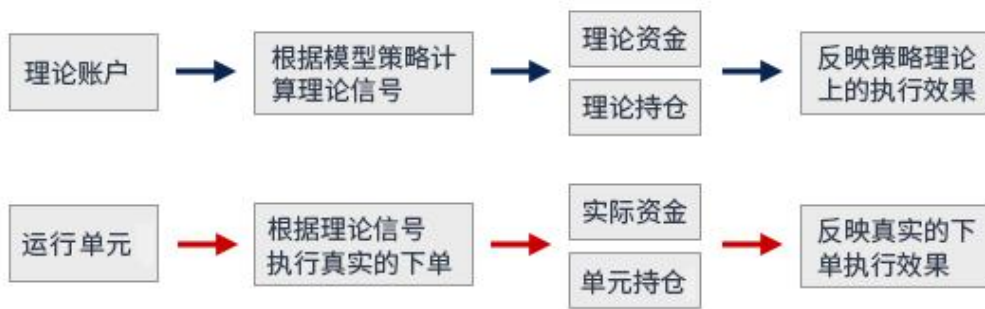 理论账户
根据模型策略计
算理论信号
理论资金
理论持仓
反映策略理论
上的执行效果
运行单元
根据理论信号
执行真实的下单
实际资金
单元持仓
反映真实的下
单执行效果